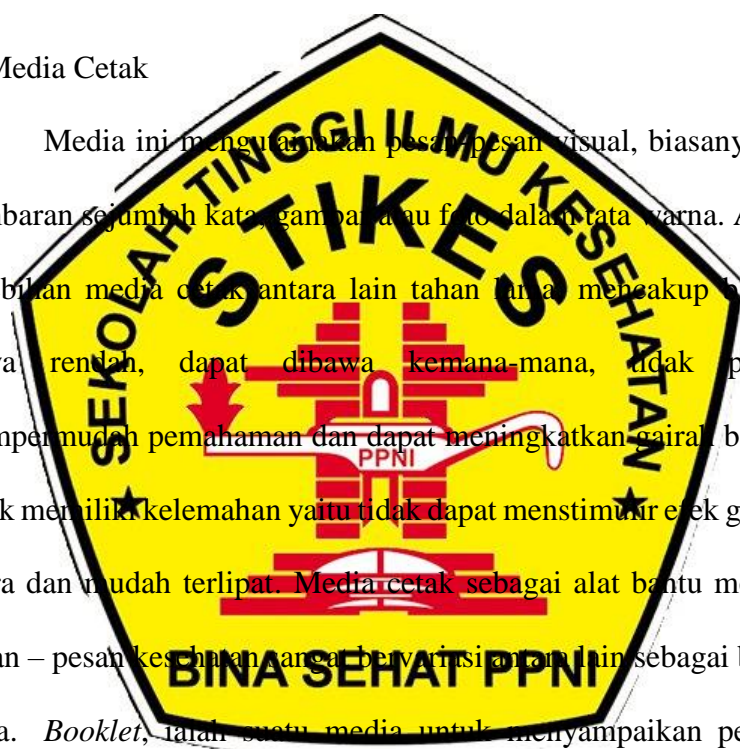 Media Cetak
Media ini mengutamakan pesan-pesan visual, biasany
baran sejumlah kata, gambar atau foto dalam tata warna. A
bihan media cetak antara lain tahan lama, mencakup b
a rendah, dapat dibawa kemana-mana, tidak p
mpermudah pemahaman dan dapat meningkatkan gairah b
k memiliki kelemahan yaitu tidak dapat menstimulir efek g
ra dan mudah terlipat. Media cetak sebagai alat bantu me
an – pesan kesehatan sangat bervariasi antara lain sebagai b
a. Booklet, ialah suatu media untuk menyampaikan pe
SEKOLAH TINGGI ILMU KESEHATAN
STIKES
PPNI
BINA SEHAT PPNI